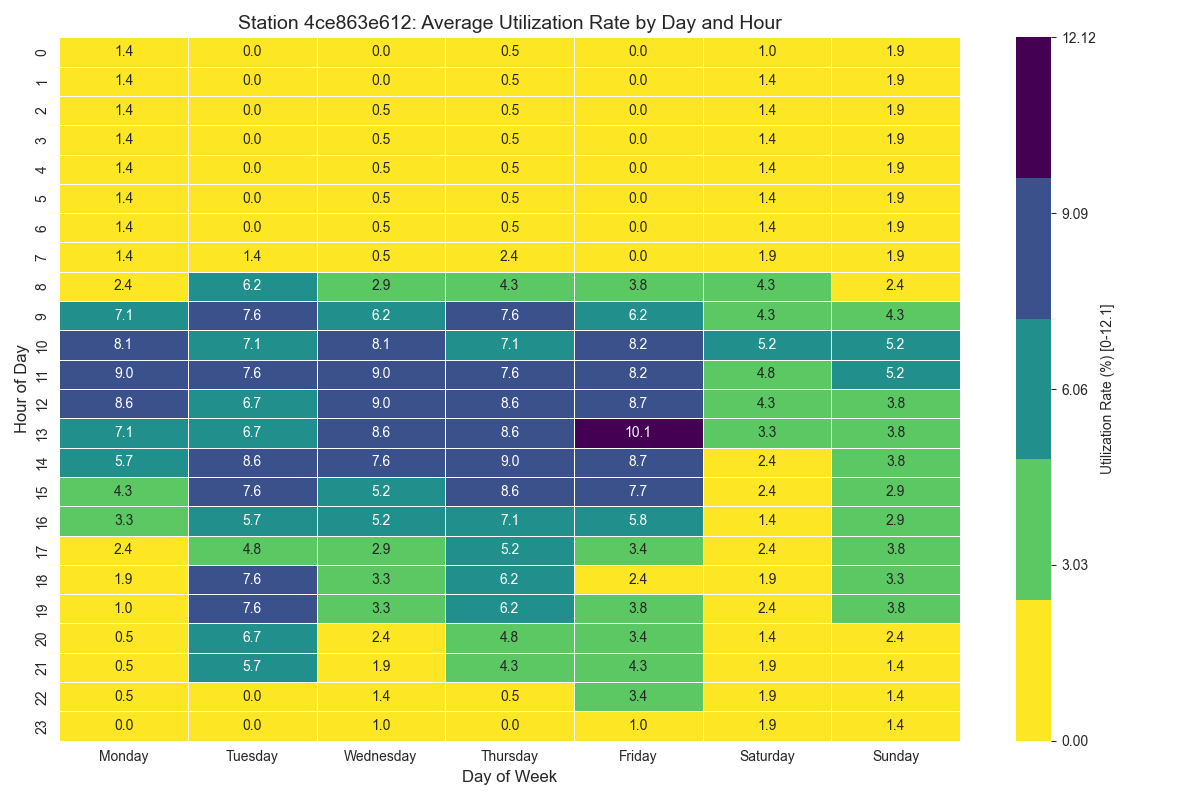 Station 4ce863e612: Average Utilization Rate by Day and Hour
0 1.4 0.0 0.0 0.5 0.0 1.0 1.9
1 1.4 0.0 0.0 0.5 0.0 1.4 1.9
2 1.4 0.0 0.5 0.5 0.0 1.4 1.9
3 1.4 0.0 0.5 0.5 0.0 1.4 1.9
4 1.4 0.0 0.5 0.5 0.0 1.4 1.9
5 1.4 0.0 0.5 0.5 0.0 1.4 1.9
6 1.4 0.0 0.5 0.5 0.0 1.4 1.9
7 1.4 1.4 0.5 2.4 0.0 1.9 1.9
8 2.4 6.2 2.9 4.3 3.8 4.3 2.4
9 7.1 7.6 6.2 7.6 6.2 4.3 4.3
10 8.1 7.1 8.1 7.1 8.2 5.2 5.2
11 9.0 7.6 9.0 7.6 8.2 4.8 5.2
12 8.6 6.7 9.0 8.6 8.7 4.3 3.8
13 7.1 6.7 8.6 8.6 10.1 3.3 3.8
14 5.7 8.6 7.6 9.0 8.7 2.4 3.8
15 4.3 7.6 5.2 8.6 7.7 2.4 2.9
16 3.3 5.7 5.2 7.1 5.8 1.4 2.9
17 2.4 4.8 2.9 5.2 3.4 2.4 3.8
18 1.9 7.6 3.3 6.2 2.4 1.9 3.3
19 1.0 7.6 3.3 6.2 3.8 2.4 3.8
20 0.5 6.7 2.4 4.8 3.4 1.4 2.4
21 0.5 5.7 1.9 4.3 4.3 1.9 1.4
22 0.5 0.0 1.4 0.5 3.4 1.9 1.4
23 0.0 0.0 1.0 0.0 1.0 1.9 1.4
Monday Tuesday Wednesday Thursday Friday Saturday Sunday
Day of Week
Hour of Day
12.12
9.09
6.06
3.03
0.00
Utilization Rate (%) [0-12.1]